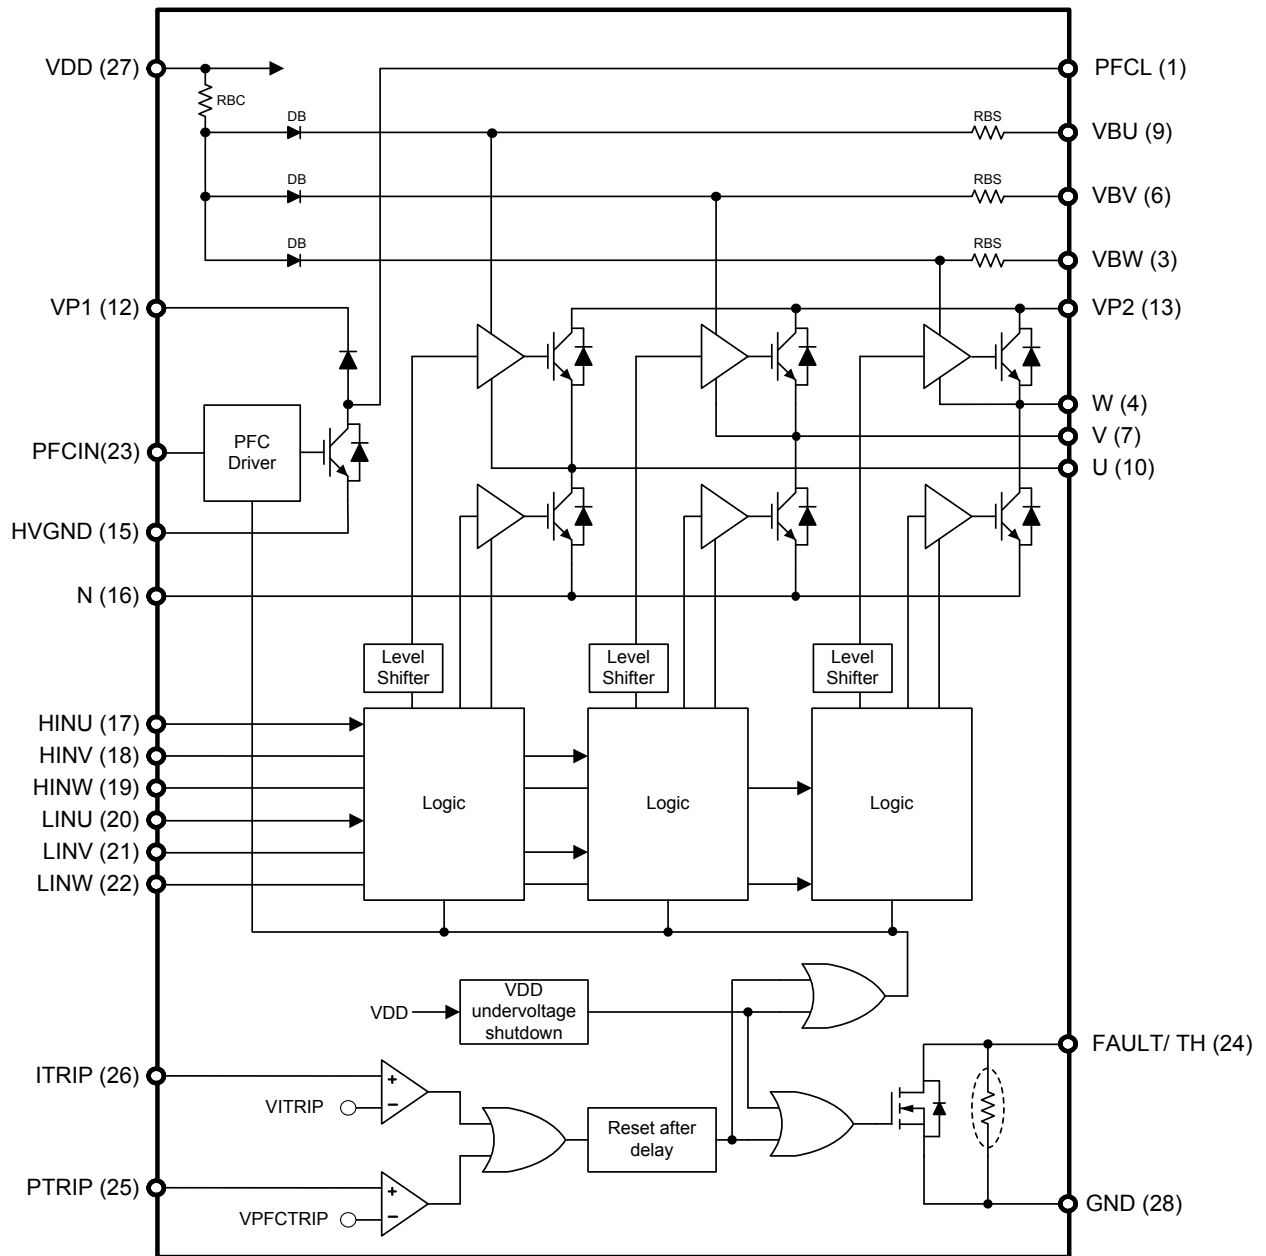 VDD (27)
PFCL (1)
RBC
DB
RBS
VBU (9)
DB
RBS
VBV (6)
DB
RBS
VBW (3)
VP1 (12)
VP2 (13)
W (4)
V (7)
U (10)
PFCIN(23)
PFC
Driver
HVGND (15)
N (16)
Level
Shifter
Level
Shifter
Level
Shifter
HINU (17)
HINV (18)
HINW (19)
LINU (20)
LINV (21)
LINW (22)
Logic
Logic
Logic
VDD
VDD
undervoltage
shutdown
FAULT/ TH (24)
ITRIP (26)
+
−
VITRIP
Reset after
delay
PTRIP (25)
+
−
VPFCTRIP
GND (28)